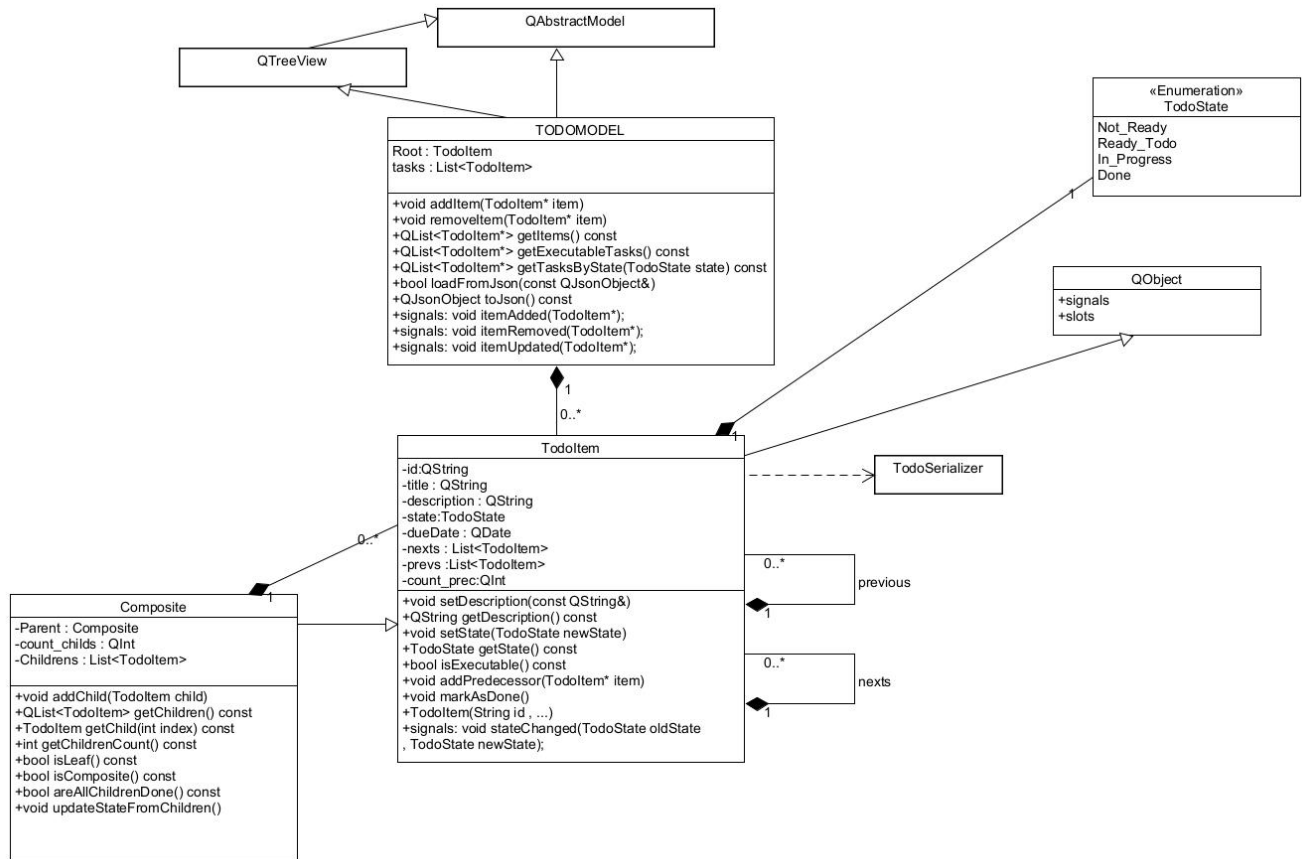 QAbstractModel
QTreeView
«Enumeration»
TodoState
Not_Ready
Ready_Todo
In_Progress
Done
TODOMODEL
Root : TodoItem
tasks : List<TodoItem>
+void addItem(TodoItem* item)
+void removeItem(TodoItem* item)
+QList<TodoItem*> getItems() const
+QList<TodoItem*> getExecutableTasks() const
+QList<TodoItem*> getTasksByState(TodoState state) const
+bool loadFromJson(const QJsonObject&)
+QJsonObject toJson() const
+signals: void itemAdded(TodoItem*);
+signals: void itemRemoved(TodoItem*);
+signals: void itemUpdated(TodoItem*);
1
QObject
+signals
+slots
1
0..*
1
TodoItem
-id:QString
-title : QString
-description : QString
-state:TodoState
-dueDate : QDate
-nexts : List<TodoItem>
-prevs :List<TodoItem>
-count_prec:QInt
+void setDescription(const QString&)
+QString getDescription() const
+void setState(TodoState newState)
+TodoState getState() const
+bool isExecutable() const
+void addPredecessor(TodoItem* item)
+void markAsDone()
+TodoItem(String id , ...)
+signals: void stateChanged(TodoState oldState
, TodoState newState);
TodoSerializer
0..*
previous
1
0..*
nexts
1
0..*
1
Composite
-Parent : Composite
-count_childs : QInt
-Childrens : List<TodoItem>
+void addChild(TodoItem child)
+QList<TodoItem> getChildren() const
+TodoItem getChild(int index) const
+int getChildrenCount() const
+bool isLeaf() const
+bool isComposite() const
+bool areAllChildrenDone() const
+void updateStateFromChildren()